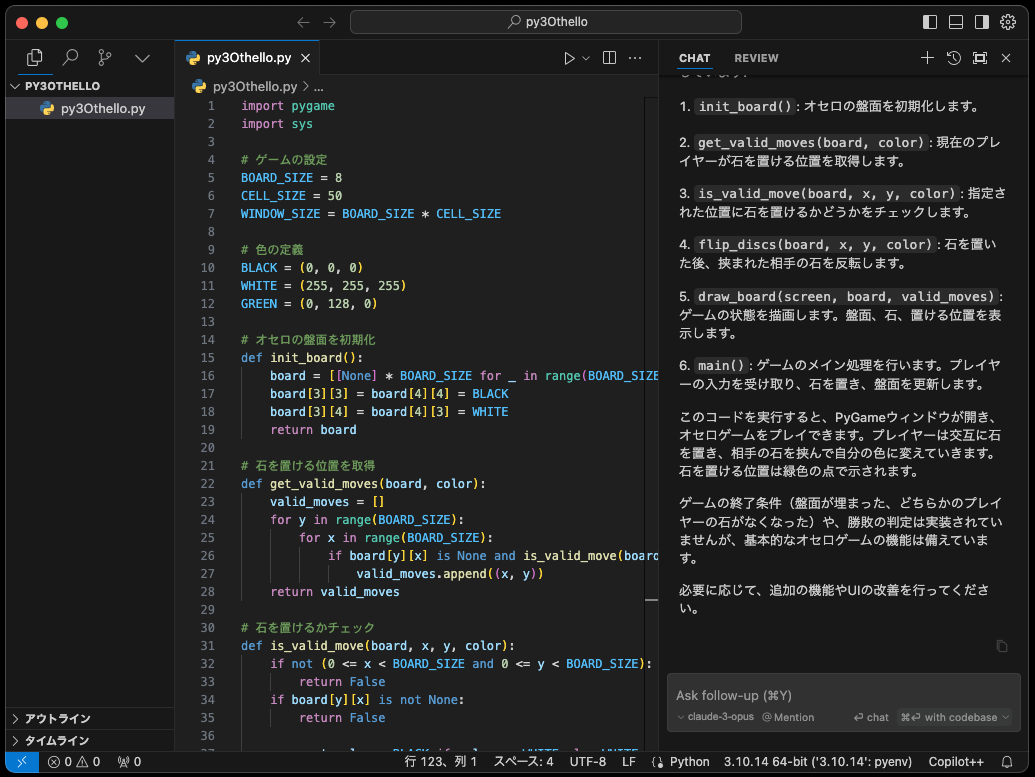 py3Othello
py3Othello.py
CHAT
REVIEW
PY3OTHELLO
py3Othello.py
py3Othello.py > ...
1 import pygame
2 import sys
3
4 # ゲームの設定
5 BOARD_SIZE = 8
6 CELL_SIZE = 50
7 WINDOW_SIZE = BOARD_SIZE * CELL_SIZE
8
9 # 色の定義
10 BLACK = (0, 0, 0)
11 WHITE = (255, 255, 255)
12 GREEN = (0, 128, 0)
13
14 # オセロの盤面を初期化
15 def init_board():
16 board = [[None] * BOARD_SIZE for _ in range(BOARD_SIZE
17 board[3][3] = board[4][4] = BLACK
18 board[3][4] = board[4][3] = WHITE
19 return board
20
21 # 石を置ける位置を取得
22 def get_valid_moves(board, color):
23 valid_moves = []
24 for y in range(BOARD_SIZE):
25 for x in range(BOARD_SIZE):
26 if board[y][x] is None and is_valid_move(board
27 valid_moves.append((x, y))
28 return valid_moves
29
30 # 石を置けるかチェック
31 def is_valid_move(board, x, y, color):
32 if not (0 <= x < BOARD_SIZE and 0 <= y < BOARD_SIZE):
33 return False
34 if board[y][x] is not None:
35 return False
36
1. init_board(): オセロの盤面を初期化します。
2. get_valid_moves(board, color): 現在のプレ
イヤーが石を置ける位置を取得します。
3. is_valid_move(board, x, y, color): 指定さ
れた位置に石を置けるかどうかをチェックします。
4. flip_discs(board, x, y, color): 石を置い
た後、挟まれた相手の石を反転します。
5. draw_board(screen, board, valid_moves):
ゲームの状態を描画します。盤面、石、置ける位置を表
示します。
6. main(): ゲームのメイン処理を行います。プレイヤ
ーの入力を受け取り、石を置き、盤面を更新します。
このコードを実行すると、PyGameウィンドウが開き、
オセロゲームをプレイできます。プレイヤーは交互に石
を置き、相手の石を挟んで自分の色に変えていきます。
石を置ける位置は緑色の点で示されます。
ゲームの終了条件（盤面が埋まった、どちらかのプレイ
ヤーの石がなくなった）や、勝敗の判定は実装されてい
ませんが、基本的なオセロゲームの機能は備えていま
す。
必要に応じて、追加の機能やUIの改善を行ってくださ
い。
Ask follow-up (⌘Y)
claude-3-opus @ Mention
chat
⌘ with codebase
アウトライン
タイムライン
0 0 0
行 123、列 1
スペース: 4
UTF-8
LF
Python
3.10.14 64-bit ('3.10.14': pyenv)
Copilot++